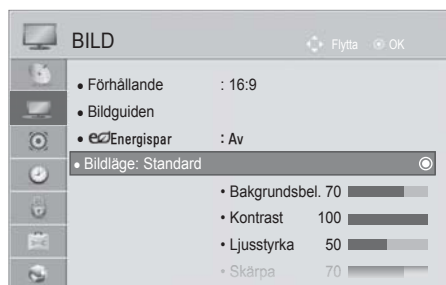 BILD
Flytta OK
• Förhållande : 16:9
• Bildguiden
• eco Energispar : Av
• Bildläge: Standard
• Bakgrundsbel. 70
• Kontrast 100
• Ljusstyrka 50
• Skärpa 70